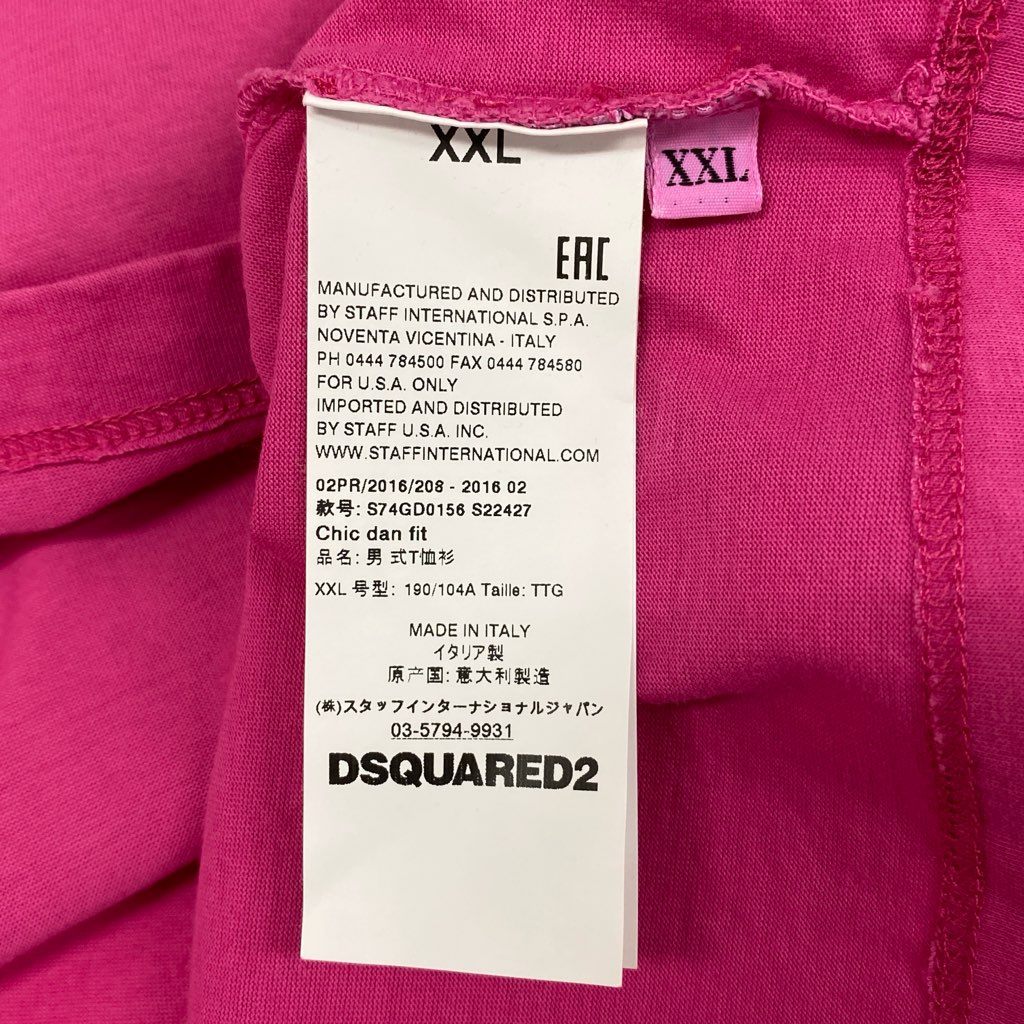 XXL
XXL
EAC
MANUFACTURED AND DISTRIBUTED
BY STAFF INTERNATIONAL S.P.A.
NOVENTA VICENTINA - ITALY
PH 0444 784500 FAX 0444 784580
FOR U.S.A. ONLY
IMPORTED AND DISTRIBUTED
BY STAFF U.S.A. INC.
WWW.STAFFINTERNATIONAL.COM
02PR/2016/208 - 2016 02
款号: S74GD0156 S22427
Chic dan fit
品名: 男 式T恤衫
XXL 号型: 190/104A Taille: TTG
MADE IN ITALY
イタリア製
原产国: 意大利製造
(株)スタッフインターナショナルジャパン
03-5794-9931
DSQUARED2